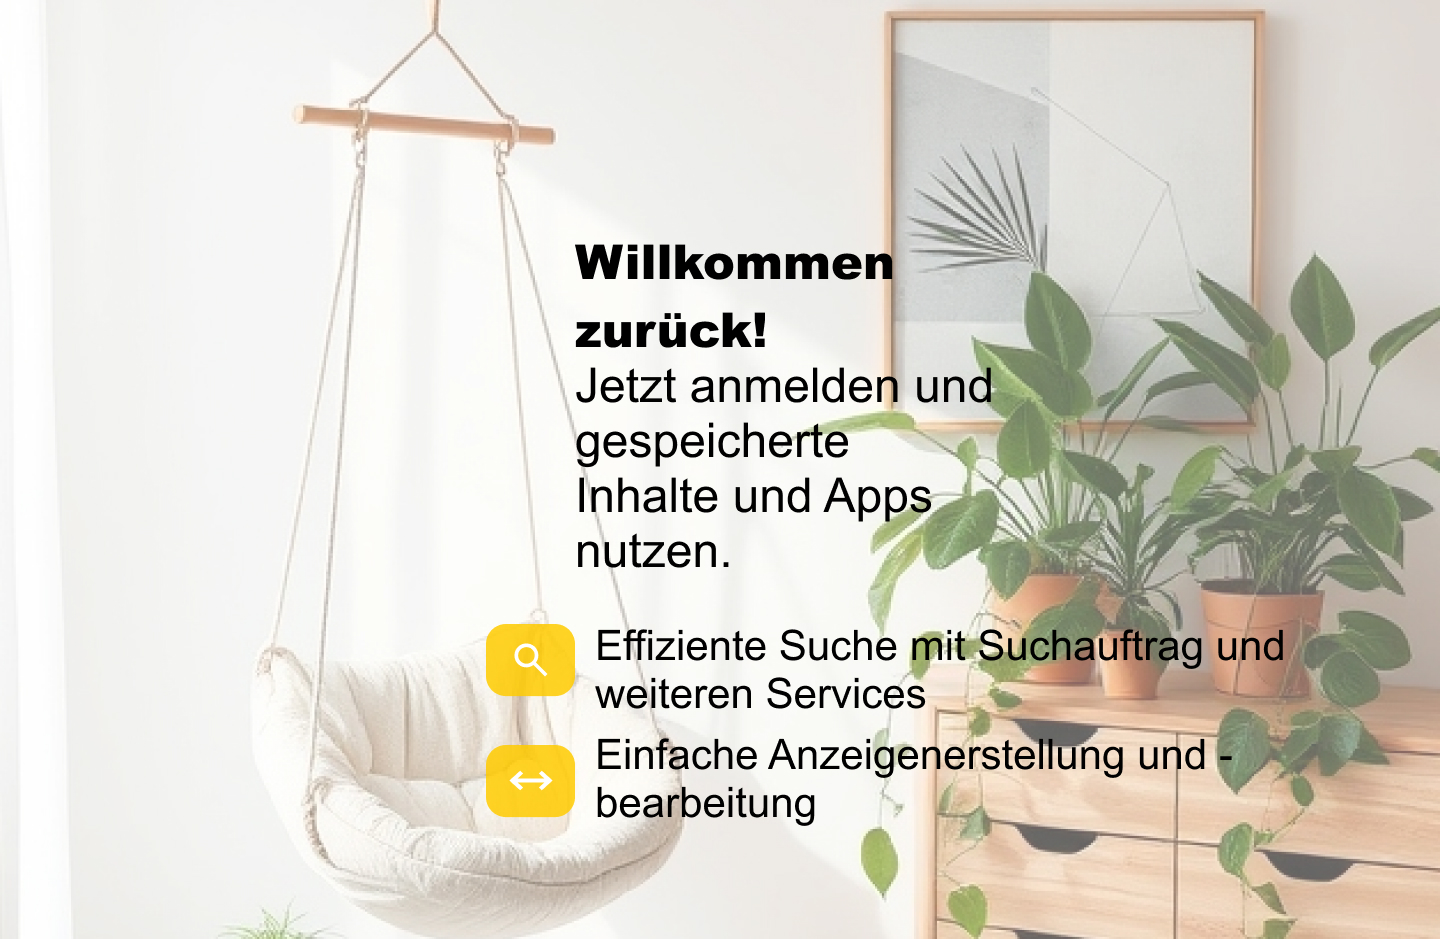 Willkommen
zurück!
Jetzt anmelden und
gespeicherte
Inhalte und Apps
nutzen.
Effiziente Suche mit Suchauftrag und
weiteren Services
Einfache Anzeigenerstellung und -
bearbeitung